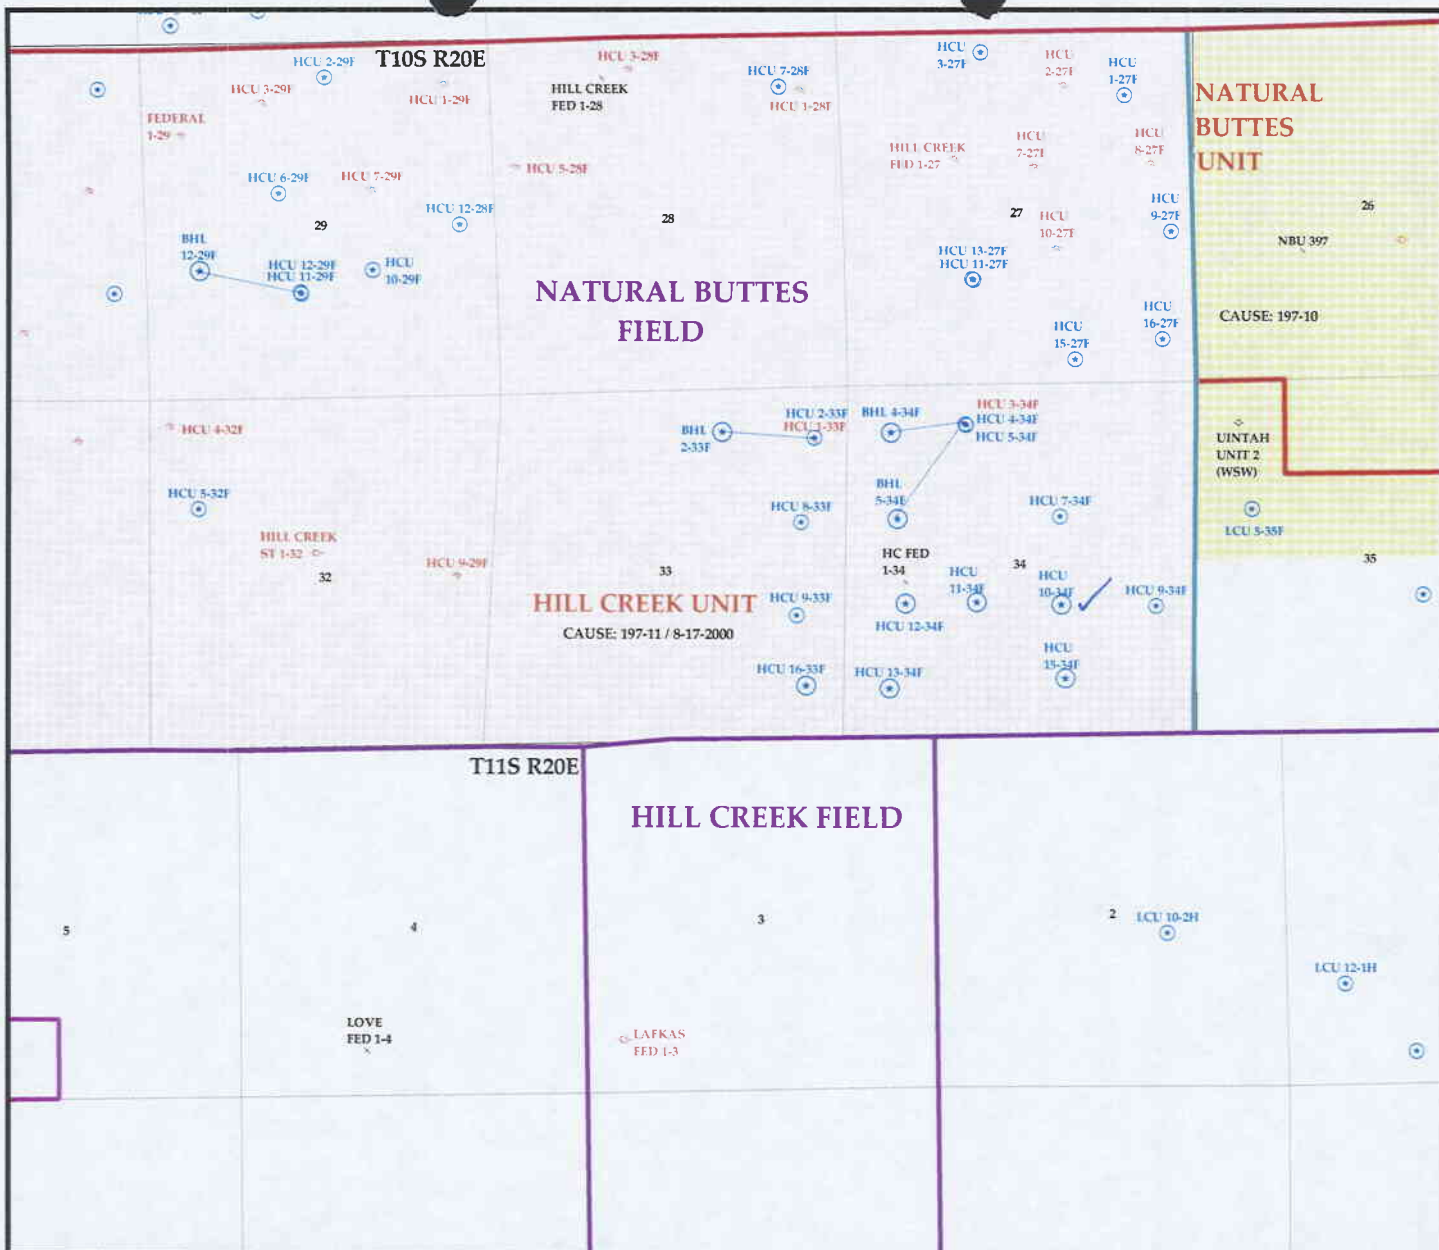 T10S R20E
HCU 2-29F
HCU 3-29F
HCU 1-29F
FEDERAL
1-29
HCU 3-28F
HILL CREEK
FED 1-28
HCU 7-28F
HCU 1-28F
HCU
3-27F
HCU
2-27F
HCU
1-27F
NATURAL
BUTTES
UNIT
HCU 6-29F
HCU 7-29F
HCU 5-28F
HILL CREEK
FED 1-27
HCU
7-27F
HCU
8-27F
HCU 12-28F
29
28
27
HCU
10-27F
HCU
9-27F
26
NBU 397
BHL
12-29F
HCU 12-29F
HCU 11-29F
HCU
10-29F
HCU 13-27F
HCU 11-27F
NATURAL BUTTES
FIELD
HCU
15-27F
HCU
16-27F
CAUSE: 197-10
HCU 4-32F
BHL
2-33F
HCU 2-33F
HCU 1-33F
BHL 4-34F
HCU 3-34F
HCU 4-34F
HCU 5-34F
UINTAH
UNIT 2
(WSW)
HCU 5-32F
HCU 8-33F
BHL
5-34F
HCU 7-34F
LCU 5-35F
HILL CREEK
ST 1-32
32
HCU 9-29F
33
HC FED
1-34
34
35
HILL CREEK UNIT
CAUSE: 197-11 / 8-17-2000
HCU 9-33F
HCU 12-34F
HCU
11-34F
HCU
10-34F
HCU 9-34F
HCU 16-33F
HCU 13-34F
HCU
15-34F
T11S R20E
HILL CREEK FIELD
5
4
3
2
LCU 10-2H
LCU 12-1H
LOVE
FED 1-4
LAFKAS
FED 1-3